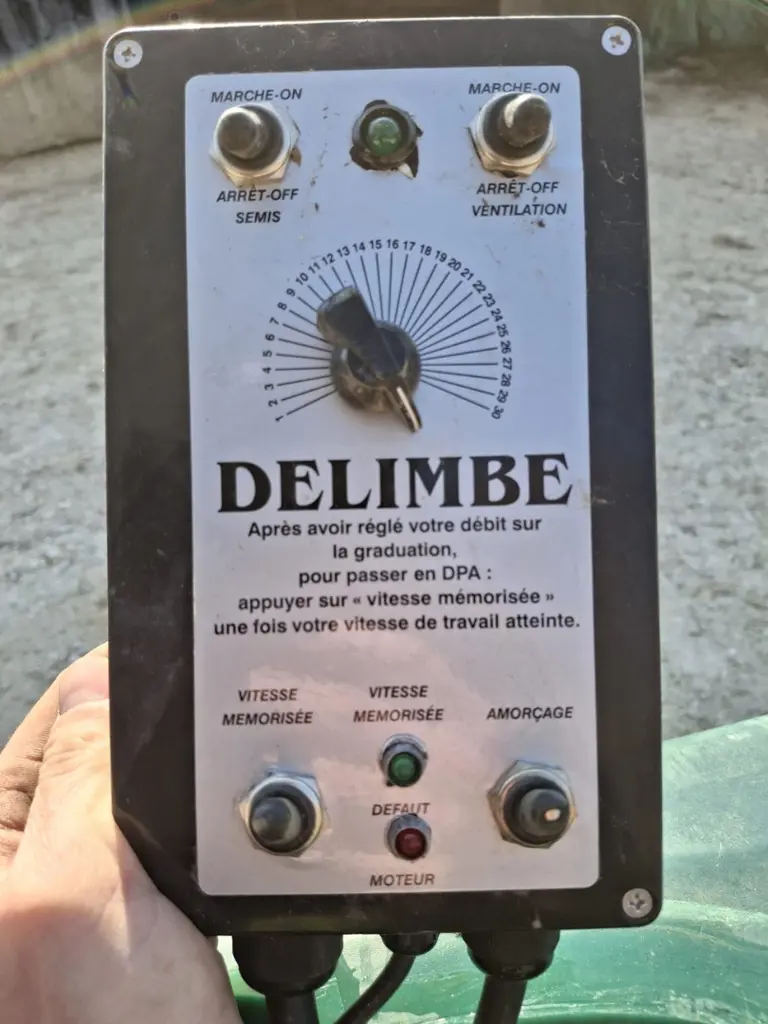 MARCHE-ON
MARCHE-ON
ARRÊT-OFF
SEMIS
ARRÊT-OFF
VENTILATION
1 2 3 4 5 6 7 8 9 10 11 12 13 14 15 16 17 18 19 20 21 22 23 24 25 26 27 28 29 30
DELIMBE
Après avoir réglé votre débit sur
la graduation,
pour passer en DPA :
appuyer sur « vitesse mémorisée »
une fois votre vitesse de travail atteinte.
VITESSE
MEMORISÉE
VITESSE
MEMORISÉE
AMORÇAGE
DEFAUT
MOTEUR